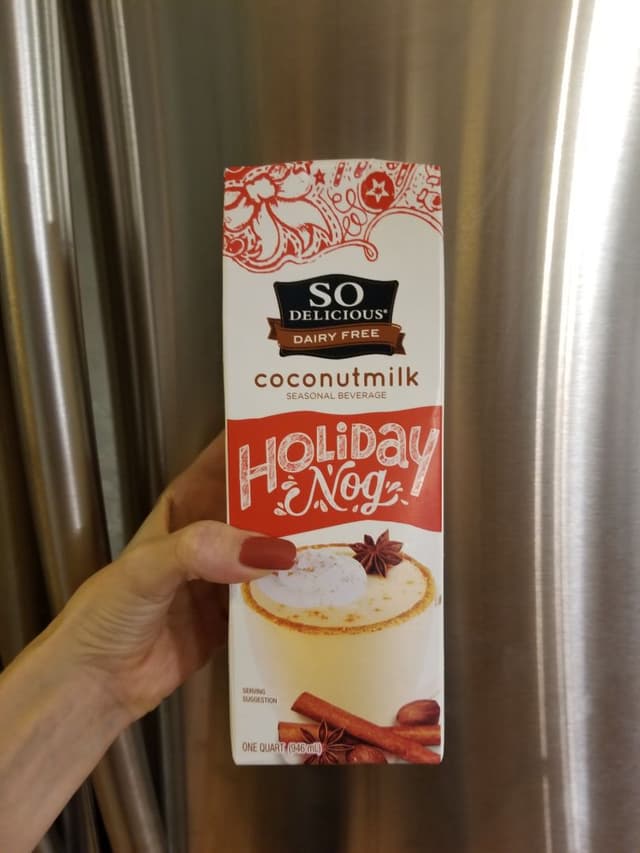 SO
DELICIOUS®
DAIRY FREE
coconutmilk
SEASONAL BEVERAGE
HOLiDay
Nog
SERVING
SUGGESTION
ONE QUART (946 mL)